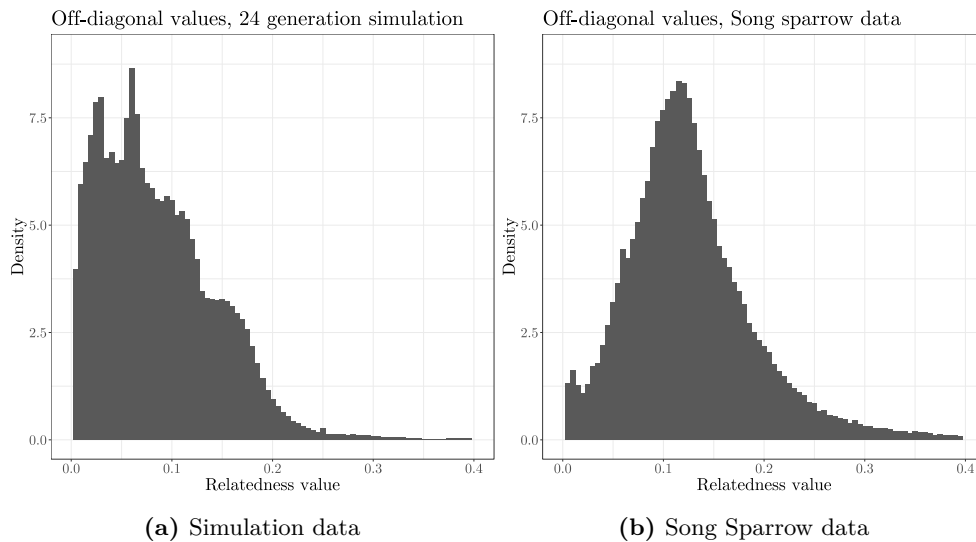 Off-diagonal values, 24 generation simulation
Density
7.5
5.0
2.5
0.0
0.0 0.1 0.2 0.3 0.4
Relatedness value
(a) Simulation data
Off-diagonal values, Song sparrow data
Density
7.5
5.0
2.5
0.0
0.0 0.1 0.2 0.3 0.4
Relatedness value
(b) Song Sparrow data